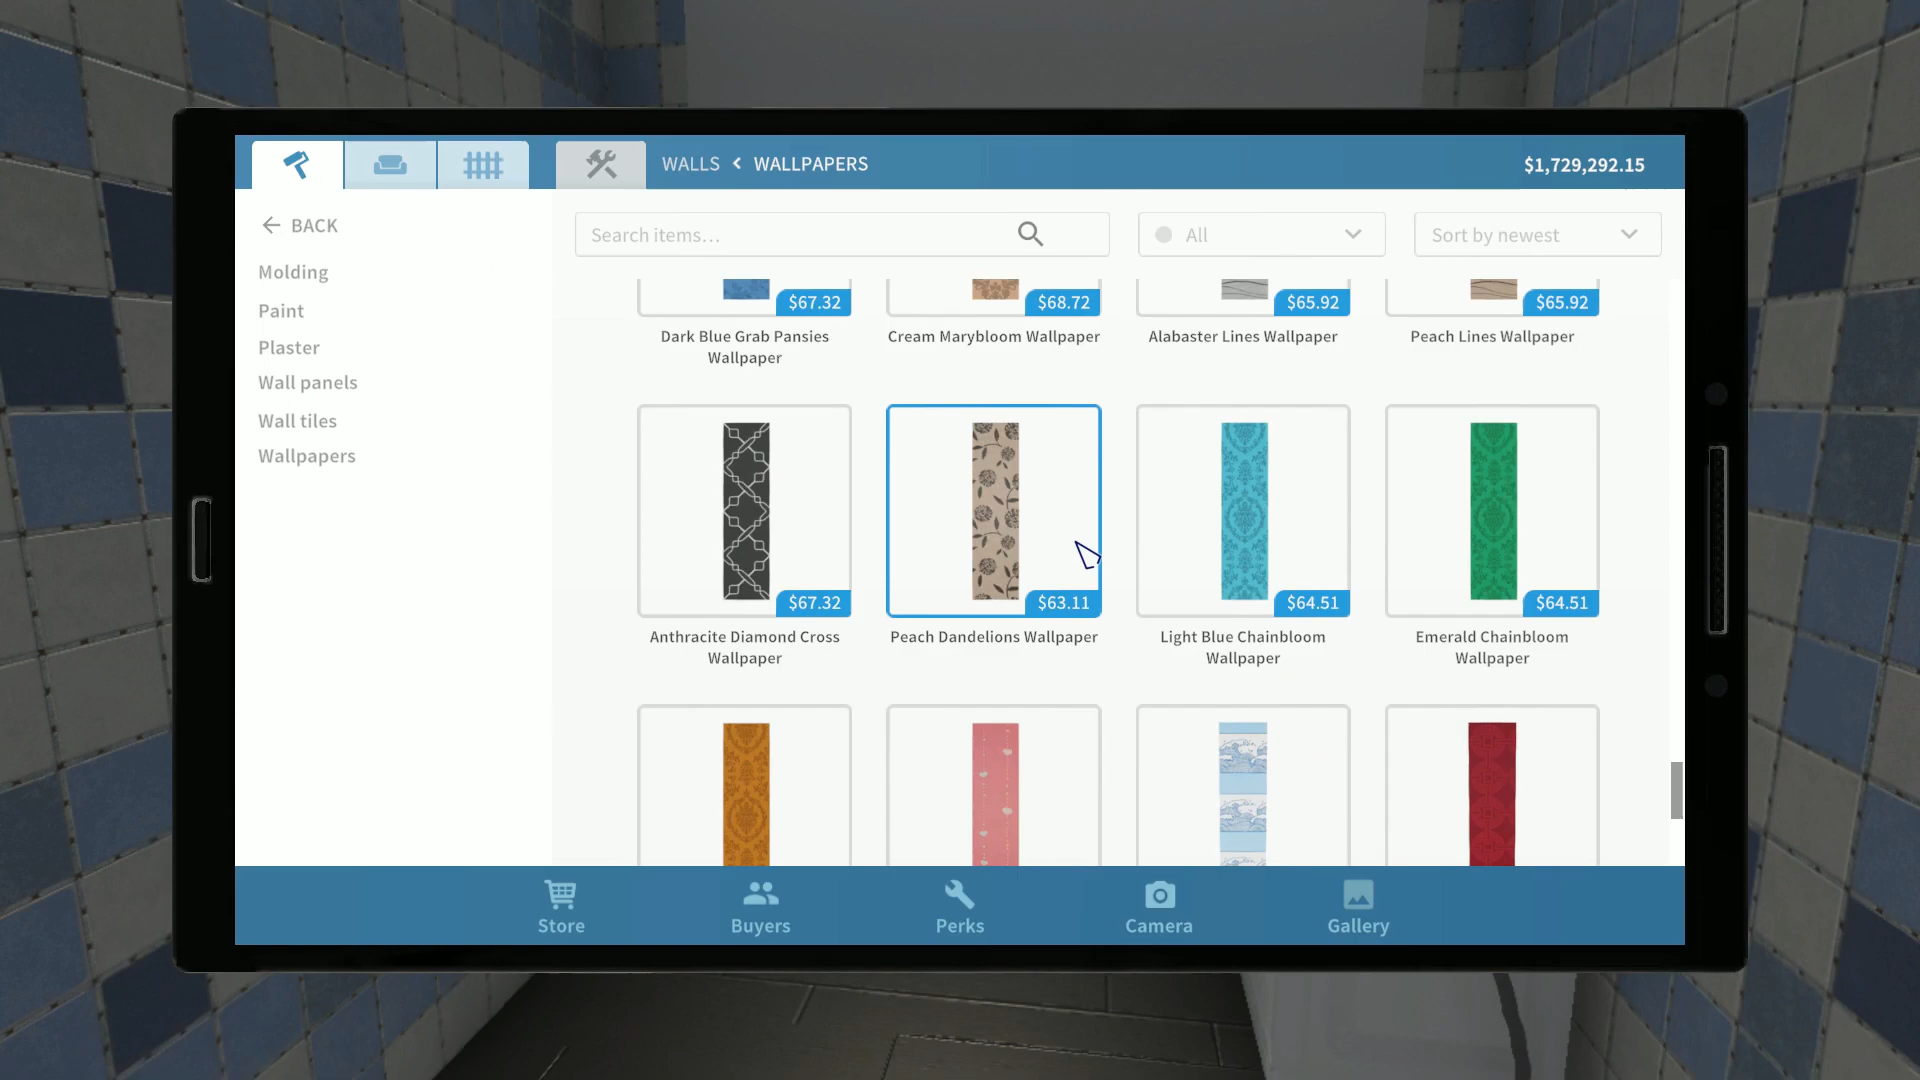 WALLS < WALLPAPERS
$1,729,292.15
BACK
Molding
Paint
Plaster
Wall panels
Wall tiles
Wallpapers
Search items...
All
Sort by newest
$67.32
$68.72
$65.92
$65.92
Dark Blue Grab Pansies
Wallpaper
Cream Marybloom Wallpaper
Alabaster Lines Wallpaper
Peach Lines Wallpaper
$67.32
$63.11
$64.51
$64.51
Anthracite Diamond Cross
Wallpaper
Peach Dandelions Wallpaper
Light Blue Chainbloom
Wallpaper
Emerald Chainbloom
Wallpaper
Store
Buyers
Perks
Camera
Gallery